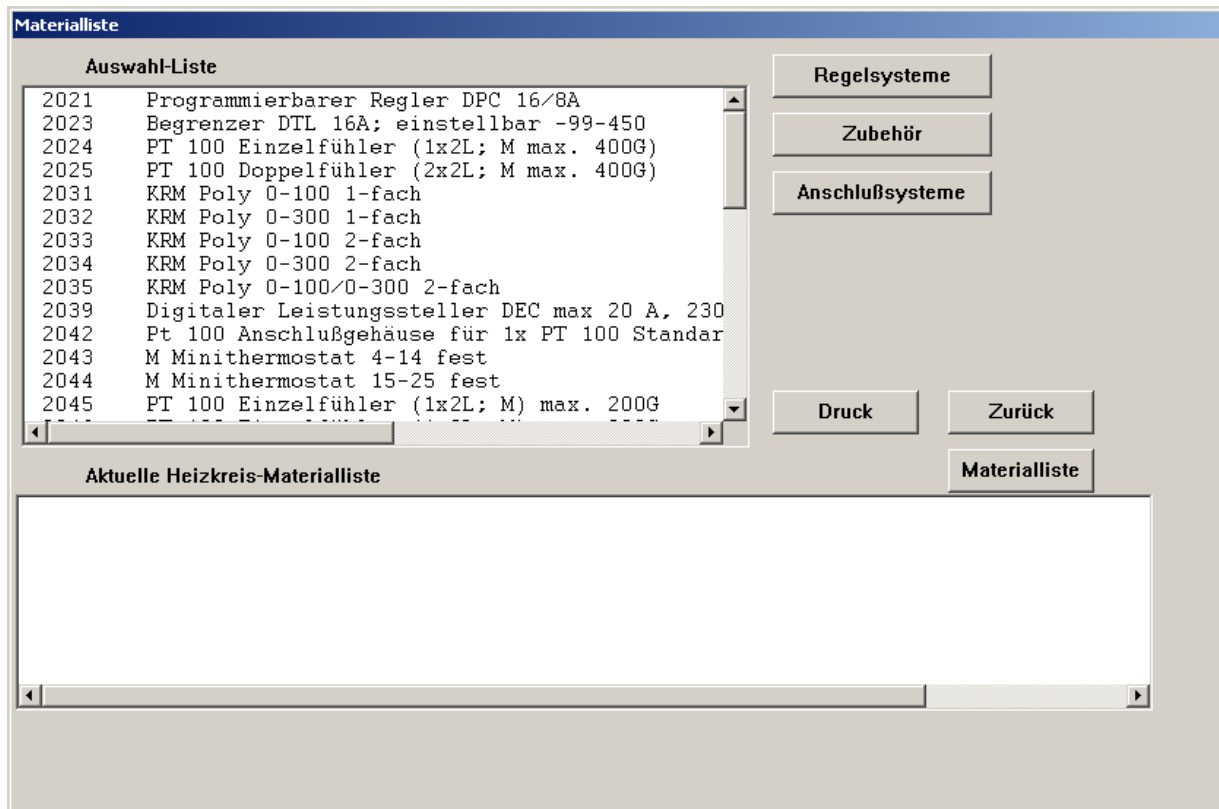 Materialliste
Auswahl-Liste
2021 Programmierbarer Regler DPC 16/8A
2023 Begrenzer DTL 16A; einstellbar -99-450
2024 PT 100 Einzelfühler (1x2L; M max. 400G)
2025 PT 100 Doppelfühler (2x2L; M max. 400G)
2031 KRM Poly 0-100 1-fach
2032 KRM Poly 0-300 1-fach
2033 KRM Poly 0-100 2-fach
2034 KRM Poly 0-300 2-fach
2035 KRM Poly 0-100/0-300 2-fach
2039 Digitaler Leistungssteller DEC max 20 A, 230
2042 Pt 100 Anschlußgehäuse für 1x PT 100 Standar
2043 M Minithermostat 4-14 fest
2044 M Minithermostat 15-25 fest
2045 PT 100 Einzelfühler (1x2L; M) max. 200G
Regelsysteme
Zubehör
Anschlußsysteme
Druck
Zurück
Materialliste
Aktuelle Heizkreis-Materialliste